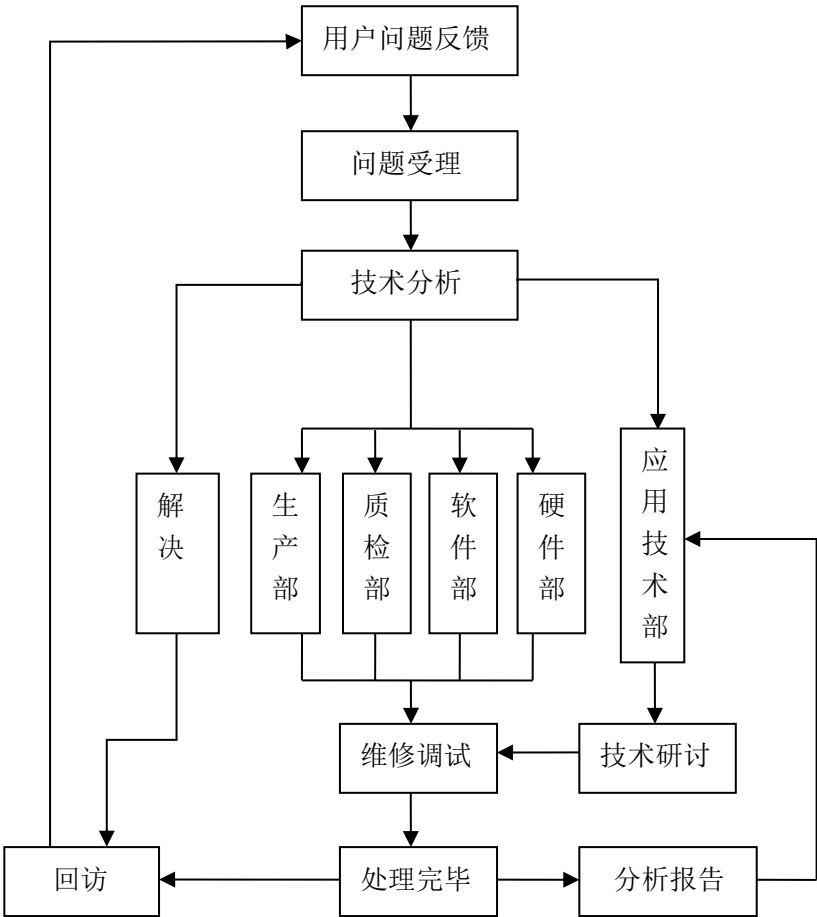 用户问题反馈
问题受理
技术分析
解决
生产部
质检部
软件部
硬件部
应用技术部
维修调试
技术研讨
回访
处理完毕
分析报告